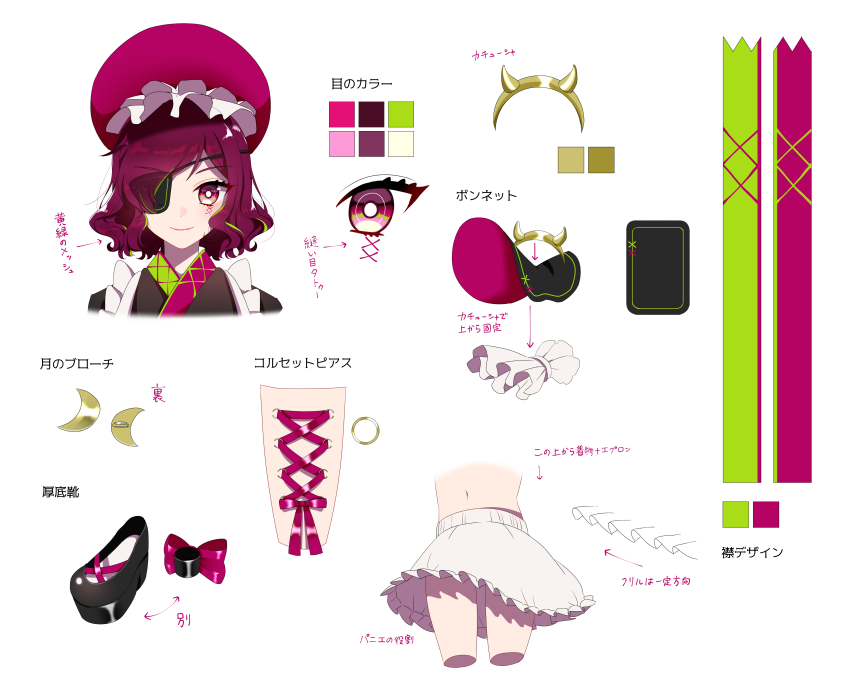 目のカラー
カチューシャ
ボンネット
黄緑のメッシュ
縫い目タトゥー
カチューシャで
上から固定
月のブローチ
裏
コルセットピアス
厚底靴
別
この上から着物+エプロン
フリルは一定方向
パニエの役割
襟デザイン